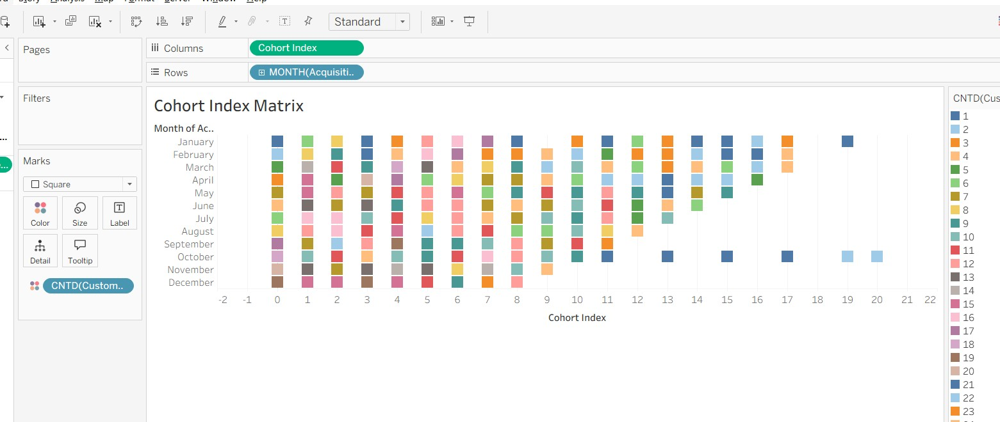 Story Analysis Map Format Server Window Help
Standard
Pages
Columns
Cohort Index
Rows
MONTH(Acquisiti..
Filters
Marks
Square
Color
Size
Label
Detail
Tooltip
CNTD(Custom..
Cohort Index Matrix
Month of Ac..
January
February
March
April
May
June
July
August
September
October
November
December
-2 -1 0 1 2 3 4 5 6 7 8 9 10 11 12 13 14 15 16 17 18 19 20 21 22
Cohort Index
CNTD(Cus
1
2
3
4
5
6
7
8
9
10
11
12
13
14
15
16
17
18
19
20
21
22
23